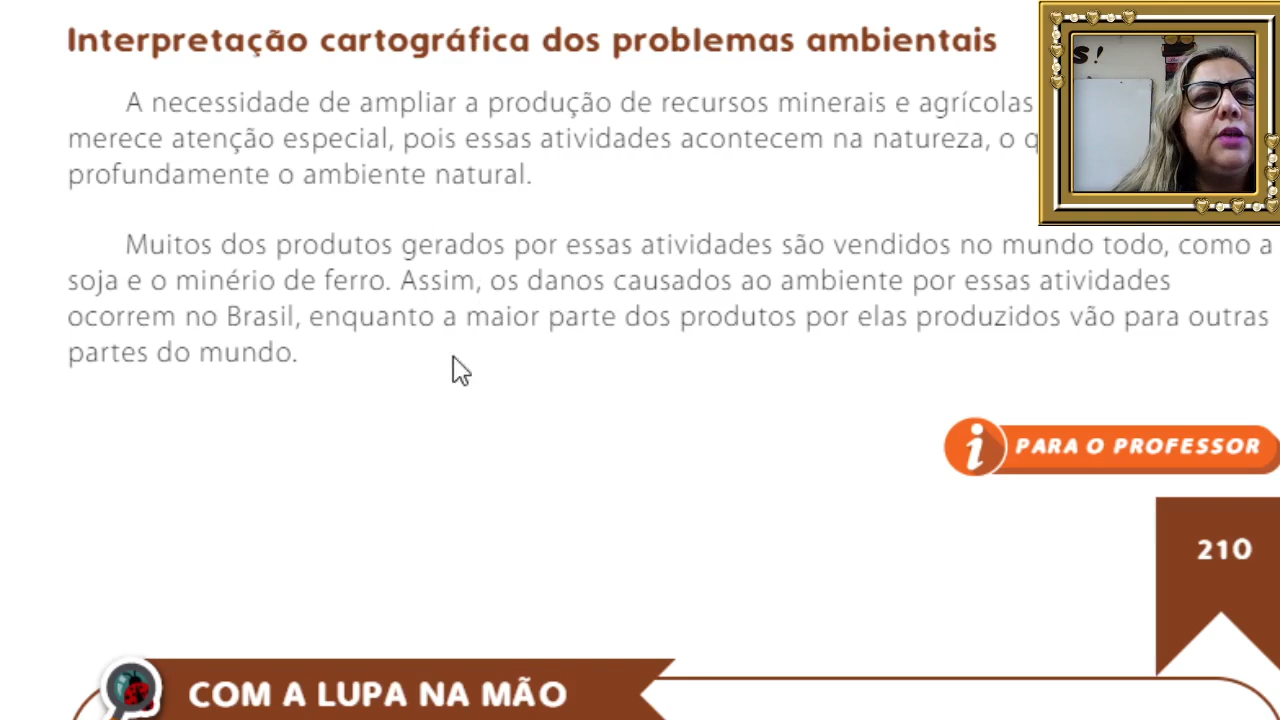 Interpretação cartográfica dos problemas ambientais
A necessidade de ampliar a produção de recursos minerais e agrícolas
merece atenção especial, pois essas atividades acontecem na natureza, o
profundamente o ambiente natural.
Muitos dos produtos gerados por essas atividades são vendidos no mundo todo, como a
soja e o minério de ferro. Assim, os danos causados ao ambiente por essas atividades
ocorrem no Brasil, enquanto a maior parte dos produtos por elas produzidos vão para outras
partes do mundo.
i PARA O PROFESSOR
210
COM A LUPA NA MÃO